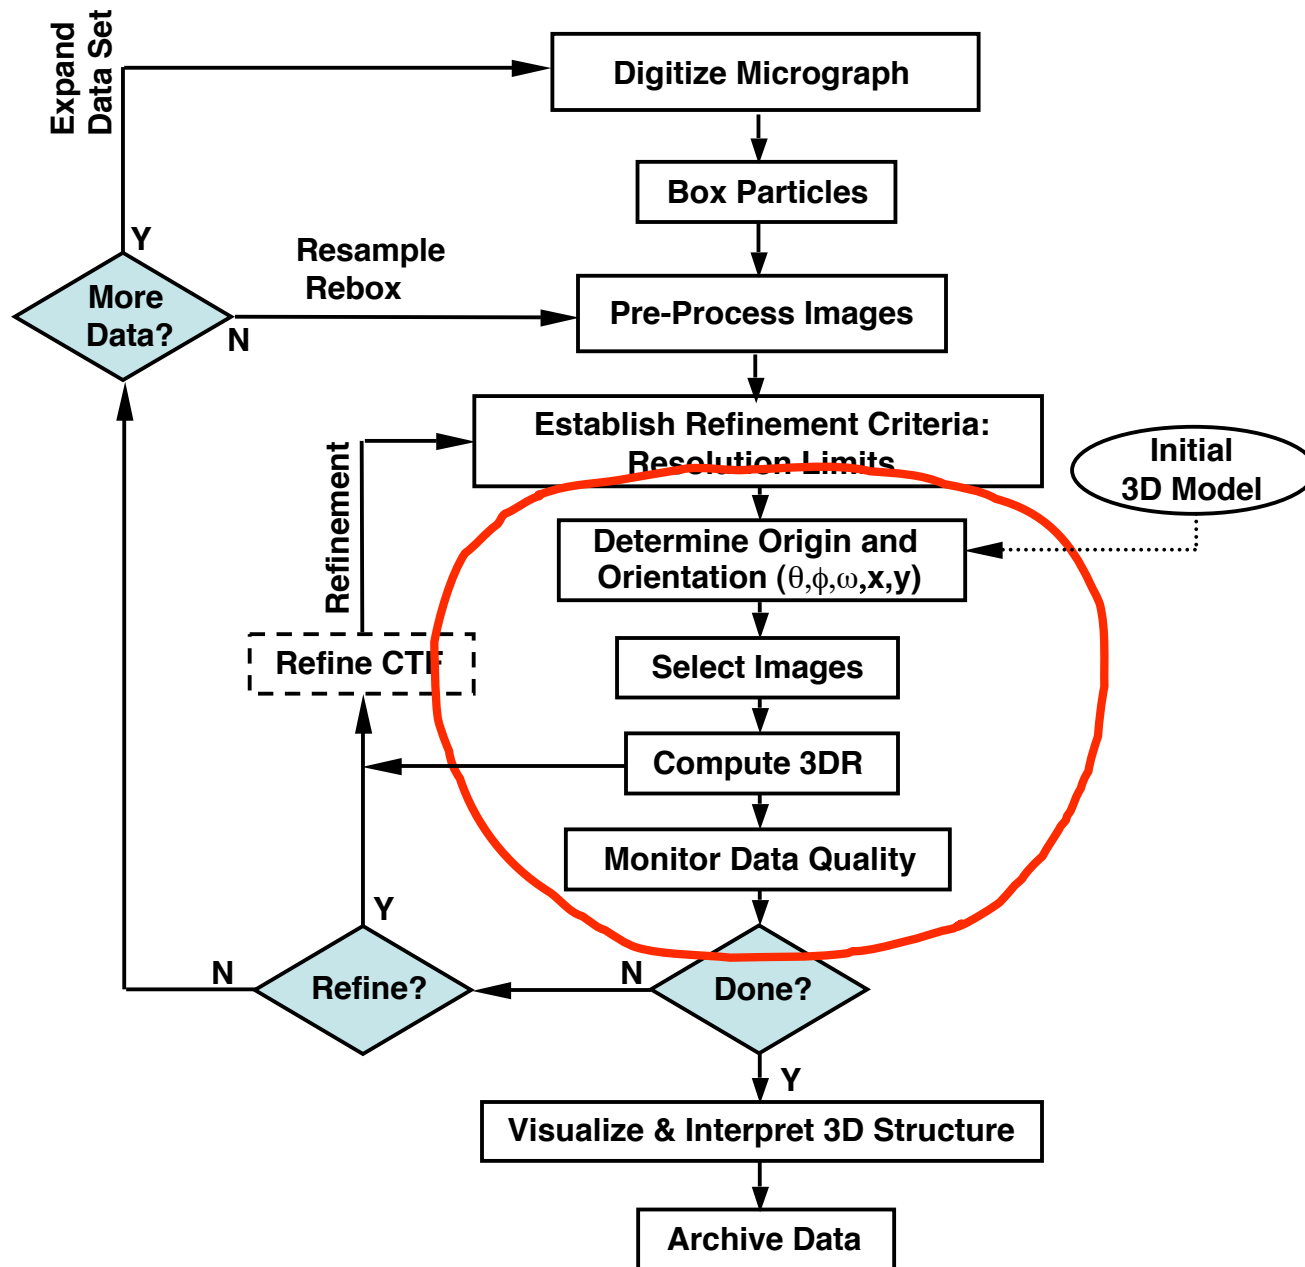 Expand
Data Set
Digitize Micrograph
Box Particles
Y
Resample
Rebox
More
Data?
N
Pre-Process Images
Establish Refinement Criteria:
Resolution Limits
Initial
3D Model
Refinement
Determine Origin and
Orientation (θ,ϕ,ω,x,y)
Refine CTF
Select Images
Compute 3DR
Monitor Data Quality
Y
N
Refine?
N
Done?
Y
Visualize & Interpret 3D Structure
Archive Data